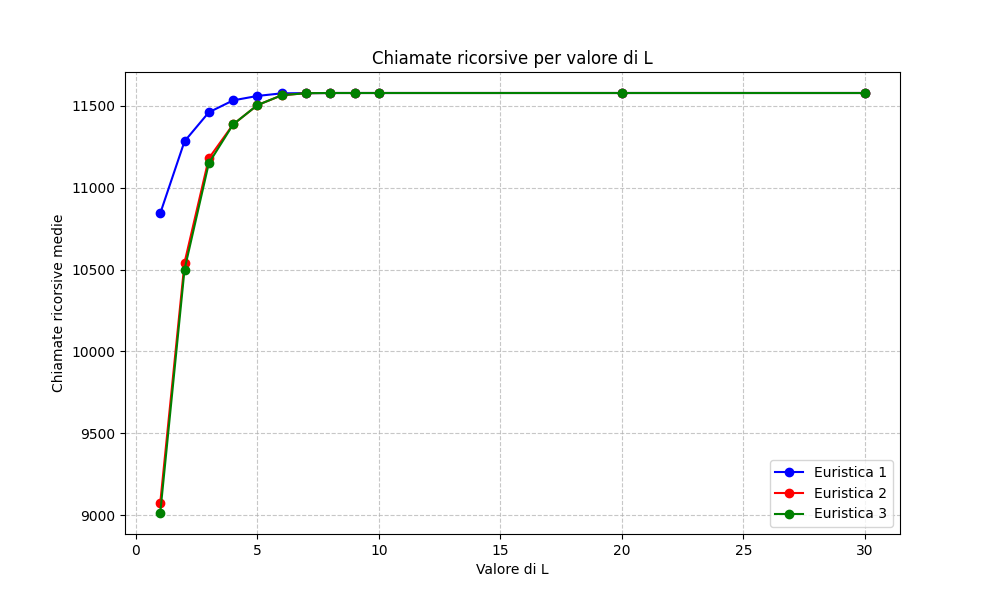 Chiamate ricorsive per valore di L
Chiamate ricorsive medie
11500
11000
10500
10000
9500
9000
0 5 10 15 20 25 30
Valore di L
Euristica 1
Euristica 2
Euristica 3